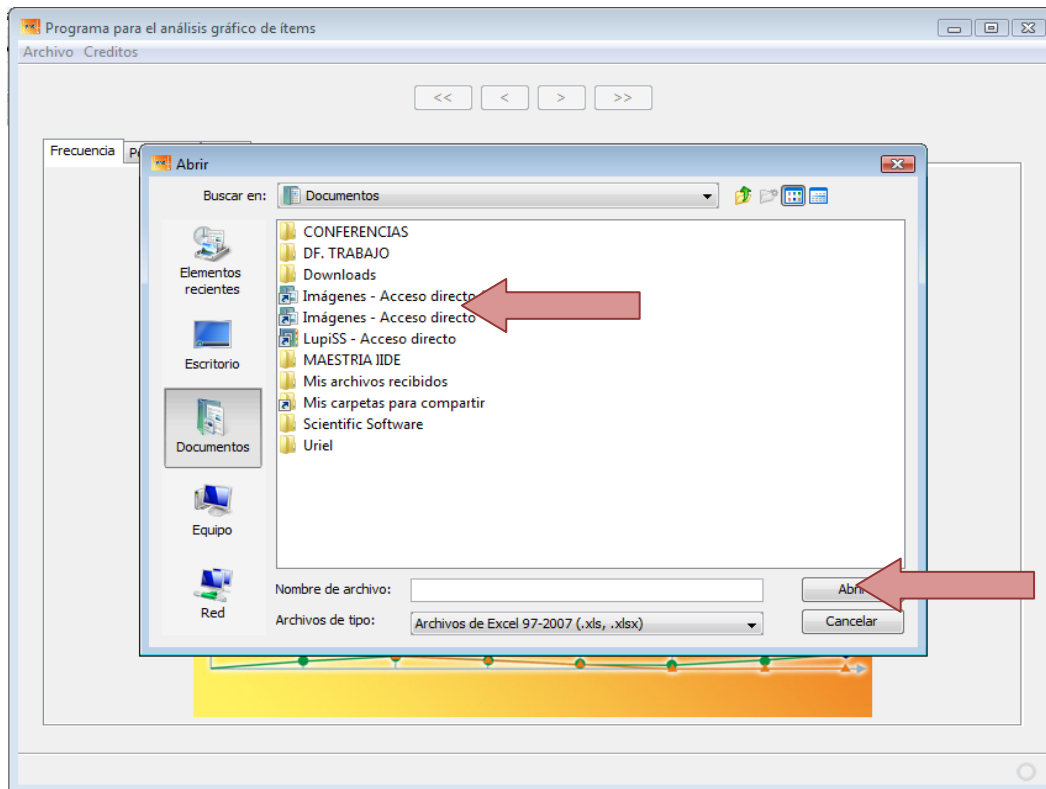 Programa para el análisis gráfico de ítems
Archivo Creditos
<< < > >>
Frecuencia
Abrir
Buscar en: Documentos
CONFERENCIAS
DF. TRABAJO
Downloads
Imágenes - Acceso directo
Imágenes - Acceso directo
LupiSS - Acceso directo
MAESTRIA IIDE
Mis archivos recibidos
Mis carpetas para compartir
Scientific Software
Uriel
Elementos
recientes
Escritorio
Documentos
Equipo
Red
Nombre de archivo:
Abrir
Archivos de tipo: Archivos de Excel 97-2007 (.xls, .xlsx)
Cancelar